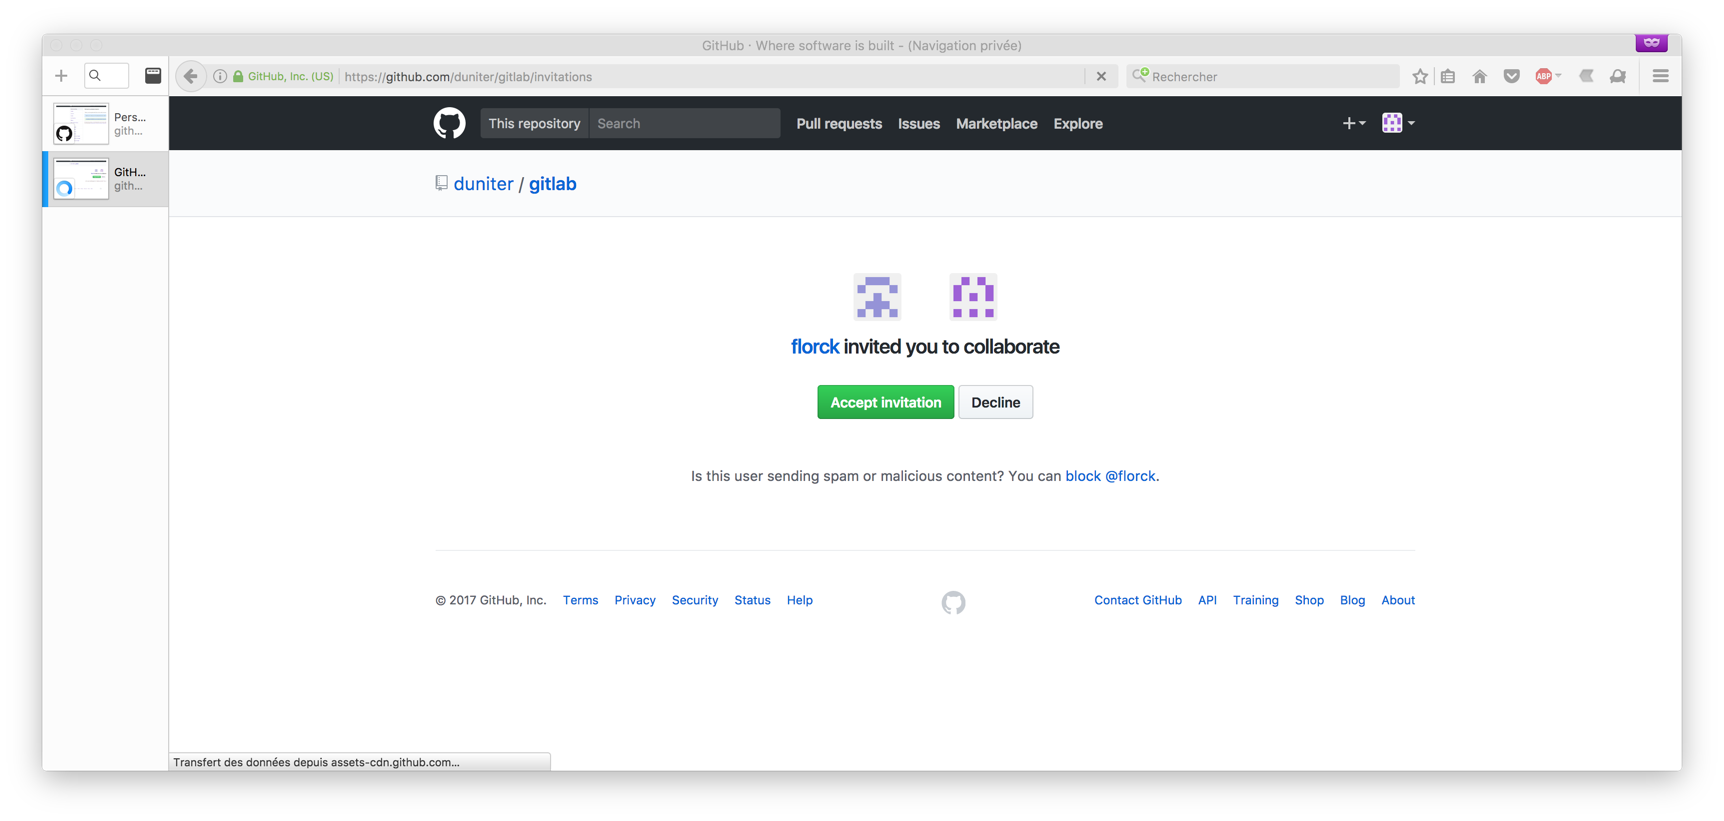 GitHub · Where software is built - (Navigation privée)
GitHub, Inc. (US) https://github.com/duniter/gitlab/invitations
Rechercher
ABP
Pers...
gith...
GitH...
gith...
This repository Search Pull requests Issues Marketplace Explore
duniter / gitlab
florck invited you to collaborate
Accept invitation Decline
Is this user sending spam or malicious content? You can block @florck.
© 2017 GitHub, Inc. Terms Privacy Security Status Help
Contact GitHub API Training Shop Blog About
Transfert des données depuis assets-cdn.github.com...